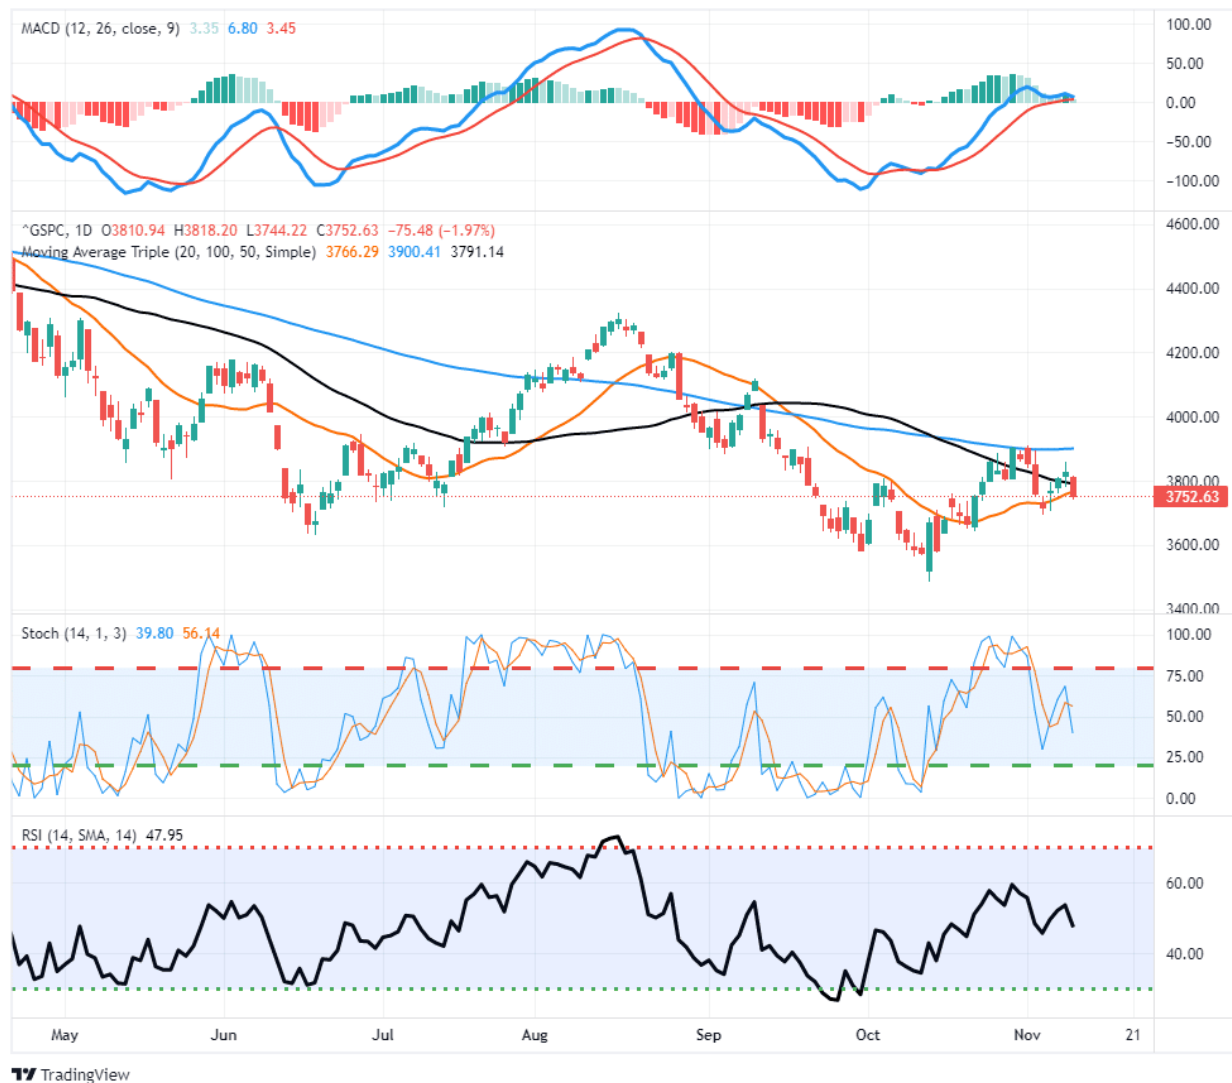 MACD (12, 26, close, 9) 3.35 6.80 3.45
100.00
50.00
0.00
−50.00
−100.00
^GSPC, 1D O3810.94 H3818.20 L3744.22 C3752.63 −75.48 (−1.97%)
Moving Average Triple (20, 100, 50, Simple) 3766.29 3900.41 3791.14
4600.00
4400.00
4200.00
4000.00
3800.00
3752.63
3600.00
3400.00
Stoch (14, 1, 3) 39.80 56.14
100.00
75.00
50.00
25.00
0.00
RSI (14, SMA, 14) 47.95
60.00
40.00
May Jun Jul Aug Sep Oct Nov 21
TradingView